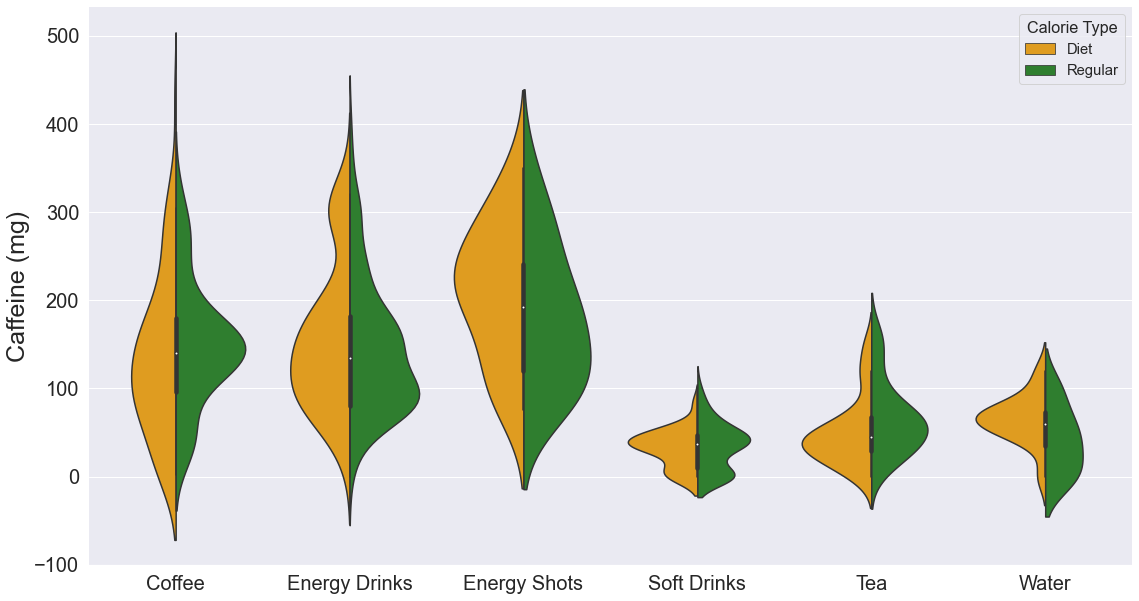 Calorie Type
Diet
Regular
Caffeine (mg)
500
400
300
200
100
0
−100
Coffee Energy Drinks Energy Shots Soft Drinks Tea Water